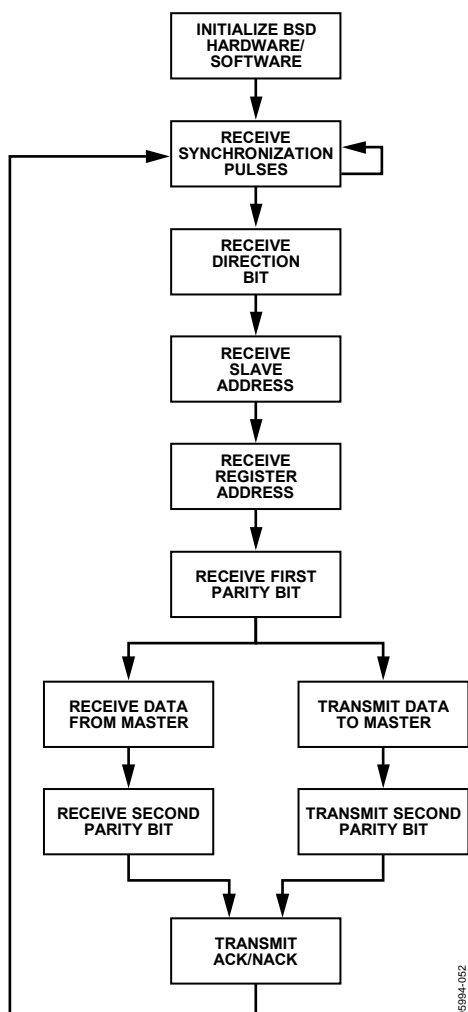 INITIALIZE BSD
HARDWARE/
SOFTWARE
RECEIVE
SYNCHRONIZATION
PULSES
RECEIVE
DIRECTION
BIT
RECEIVE
SLAVE
ADDRESS
RECEIVE
REGISTER
ADDRESS
RECEIVE FIRST
PARITY BIT
RECEIVE DATA
FROM MASTER
TRANSMIT DATA
TO MASTER
RECEIVE SECOND
PARITY BIT
TRANSMIT SECOND
PARITY BIT
TRANSMIT
ACK/NACK
5994-052